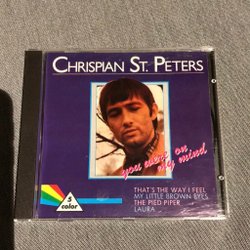 CHRISPIAN ST. PETERS
you were on
my mind
THAT'S THE WAY I FEEL
MY LITTLE BROWN EYES
THE PIED PIPER
LAURA
5
color